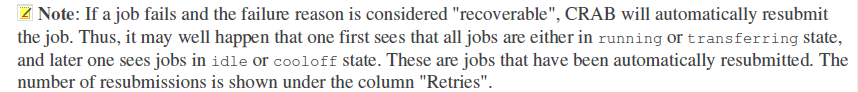 Note: If a job fails and the failure reason is considered "recoverable", CRAB will automatically resubmit
the job. Thus, it may well happen that one first sees that all jobs are either in running or transferring state,
and later one sees jobs in idle or cooloff state. These are jobs that have been automatically resubmitted. The
number of resubmissions is shown under the column "Retries".